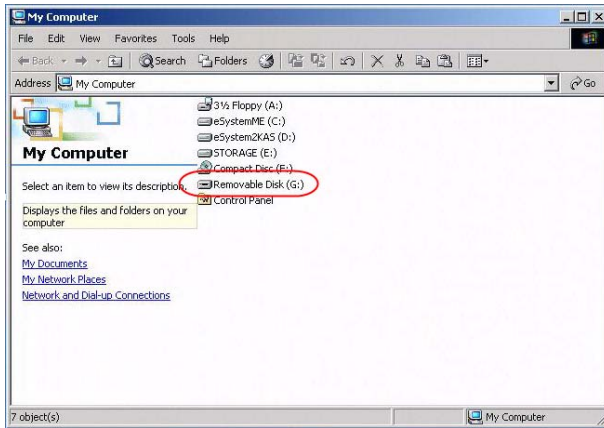 My Computer
File Edit View Favorites Tools Help
Back Search Folders
Address My Computer Go
My Computer
Select an item to view its description.
Displays the files and folders on your
computer
See also:
My Documents
My Network Places
Network and Dial-up Connections
3½ Floppy (A:)
eSystemME (C:)
eSystem2KAS (D:)
STORAGE (E:)
Compact Disc (F:)
Removable Disk (G:)
Control Panel
7 object(s) My Computer